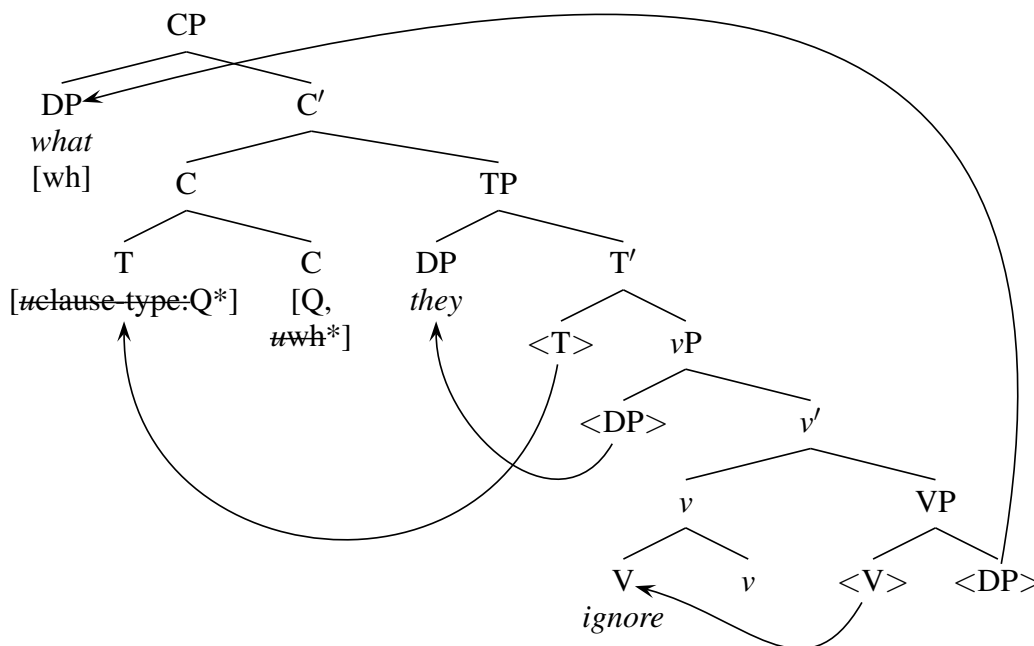 CP
DP C′
what
[wh]
C TP
T C DP T′
[uclause-type:Q*] [Q, they
uwh*] <T> vP
<DP> v′
v VP
V v <V> <DP>
ignore